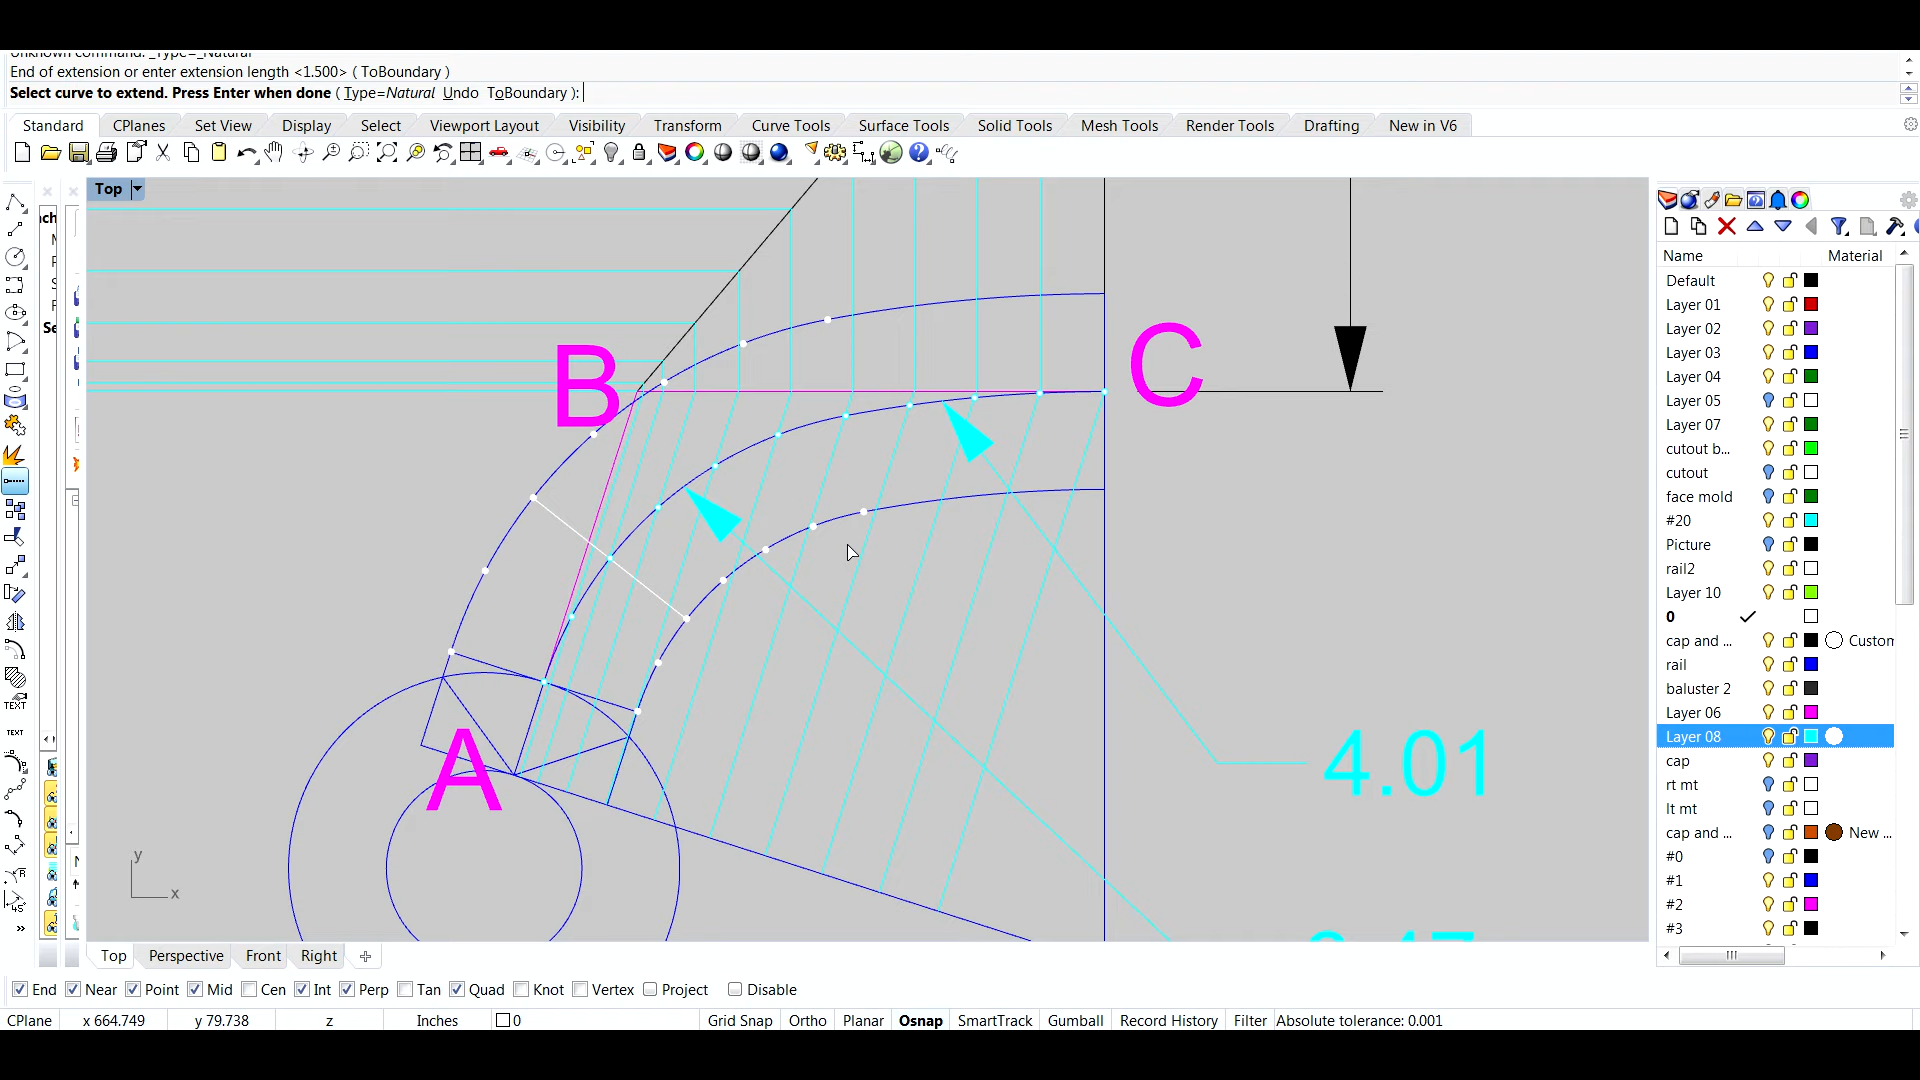 End of extension or enter extension length <1.500> ( ToBoundary )
Select curve to extend. Press Enter when done ( Type=Natural Undo ToBoundary ):
Standard CPlanes Set View Display Select Viewport Layout Visibility Transform Curve Tools Surface Tools Solid Tools Mesh Tools Render Tools Drafting New in V6
Top
Name Material
Default
Layer 01
Layer 02
Layer 03
Layer 04
Layer 05
Layer 07
cutout b...
cutout
face mold
#20
Picture
rail2
Layer 10
0
cap and ... Custom
rail
baluster 2
Layer 06
Layer 08
cap
rt mt
lt mt
cap and ... New ...
#0
#1
#2
#3
B
C
A
4.01
y
x
TEXT
TEXT
Top Perspective Front Right
End Near Point Mid Cen Int Perp Tan Quad Knot Vertex Project Disable
CPlane x 664.749 y 79.738 z Inches 0 Grid Snap Ortho Planar Osnap SmartTrack Gumball Record History Filter Absolute tolerance: 0.001